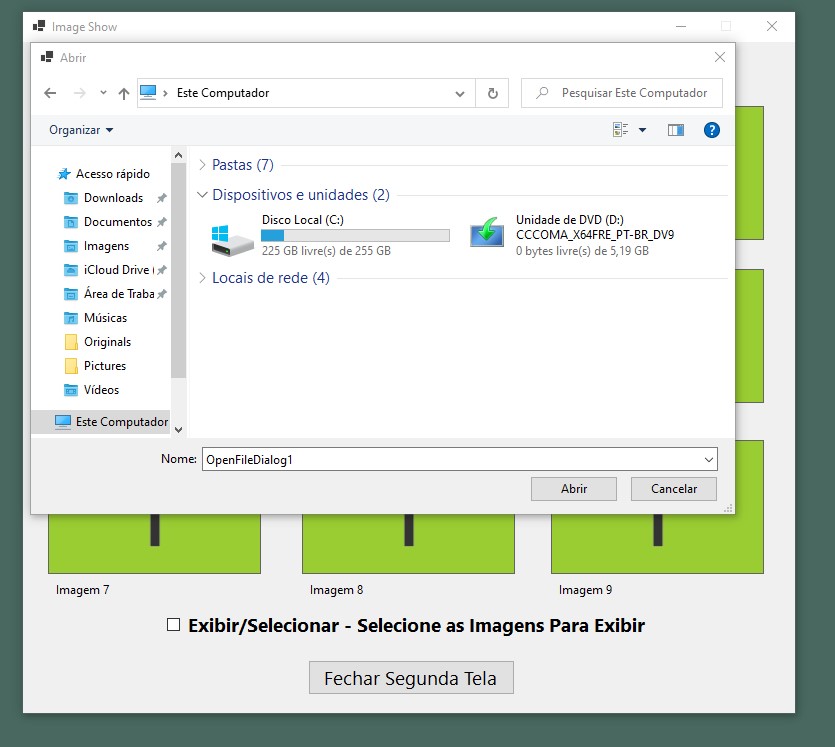 Image Show
Abrir
Este Computador
Pesquisar Este Computador
Organizar
Acesso rápido
Downloads
Documentos
Imagens
iCloud Drive (
Área de Traba
Músicas
Originals
Pictures
Vídeos
Este Computador
Pastas (7)
Dispositivos e unidades (2)
Disco Local (C:)
225 GB livre(s) de 255 GB
Unidade de DVD (D:)
CCCOMA_X64FRE_PT-BR_DV9
0 bytes livre(s) de 5,19 GB
Locais de rede (4)
Nome: OpenFileDialog1
Abrir Cancelar
Imagem 7 Imagem 8 Imagem 9
Exibir/Selecionar - Selecione as Imagens Para Exibir
Fechar Segunda Tela